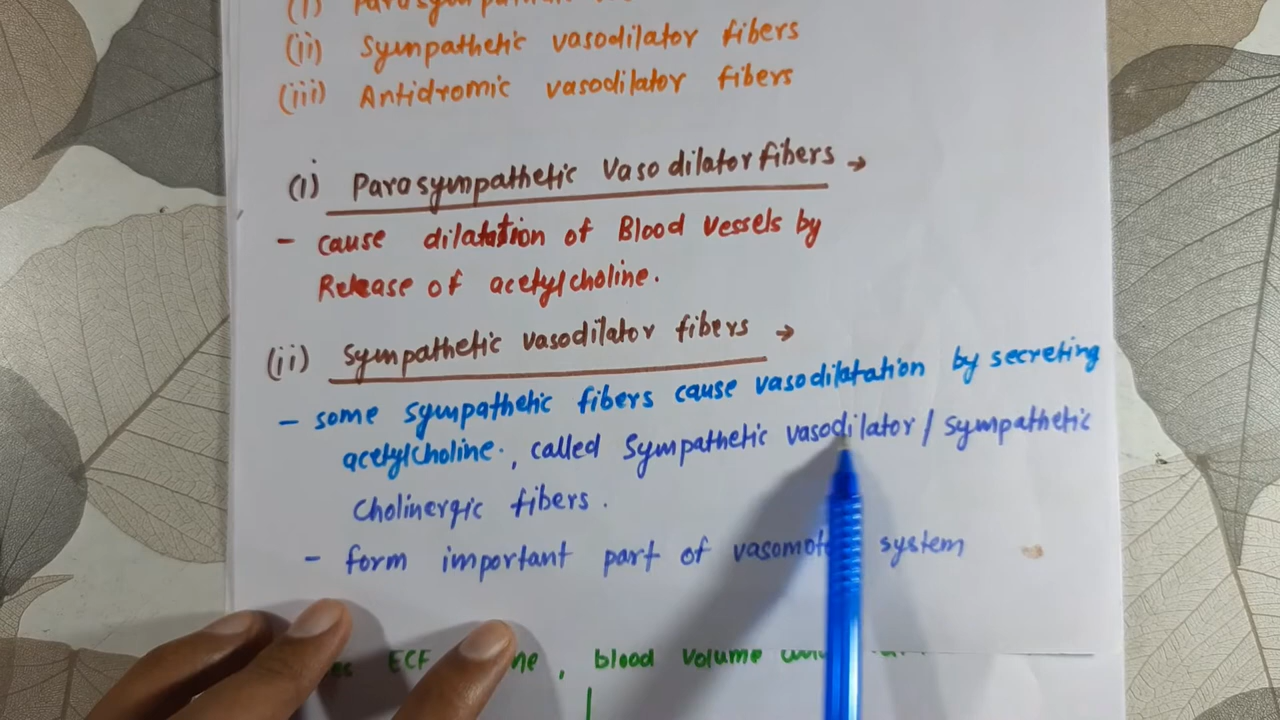 (i)
(ii) Sympathetic vasodilator fibers
(iii) Antidromic vasodilator fibers
(i) Parasympathetic Vasodilator fibers →
- cause dilatation of Blood Vessels by
Release of acetylcholine.
(ii) Sympathetic vasodilator fibers →
- some sympathetic fibers cause vasodilatation by secreting
acetylcholine., called Sympathetic vasodilator / sympathetic
Cholinergic fibers.
- form important part of system
ECF , blood volume